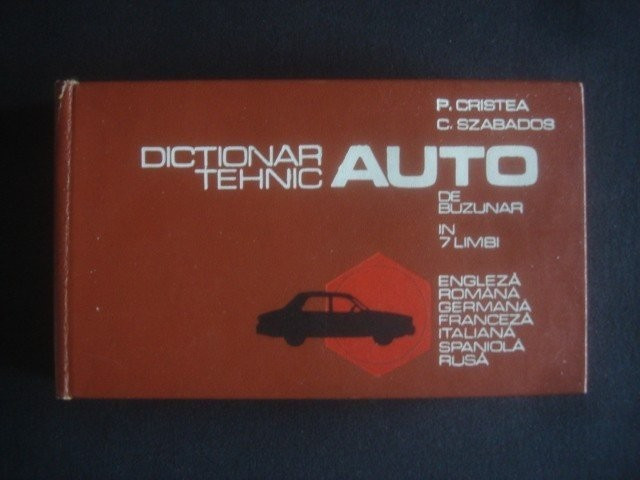 P. CRISTEA
C. SZABADOS
DICTIONAR
TEHNIC AUTO
DE
BUZUNAR
IN
7 LIMBI
ENGLEZĂ
ROMÂNĂ
GERMANĂ
FRANCEZĂ
ITALIANĂ
SPANIOLĂ
RUSĂ